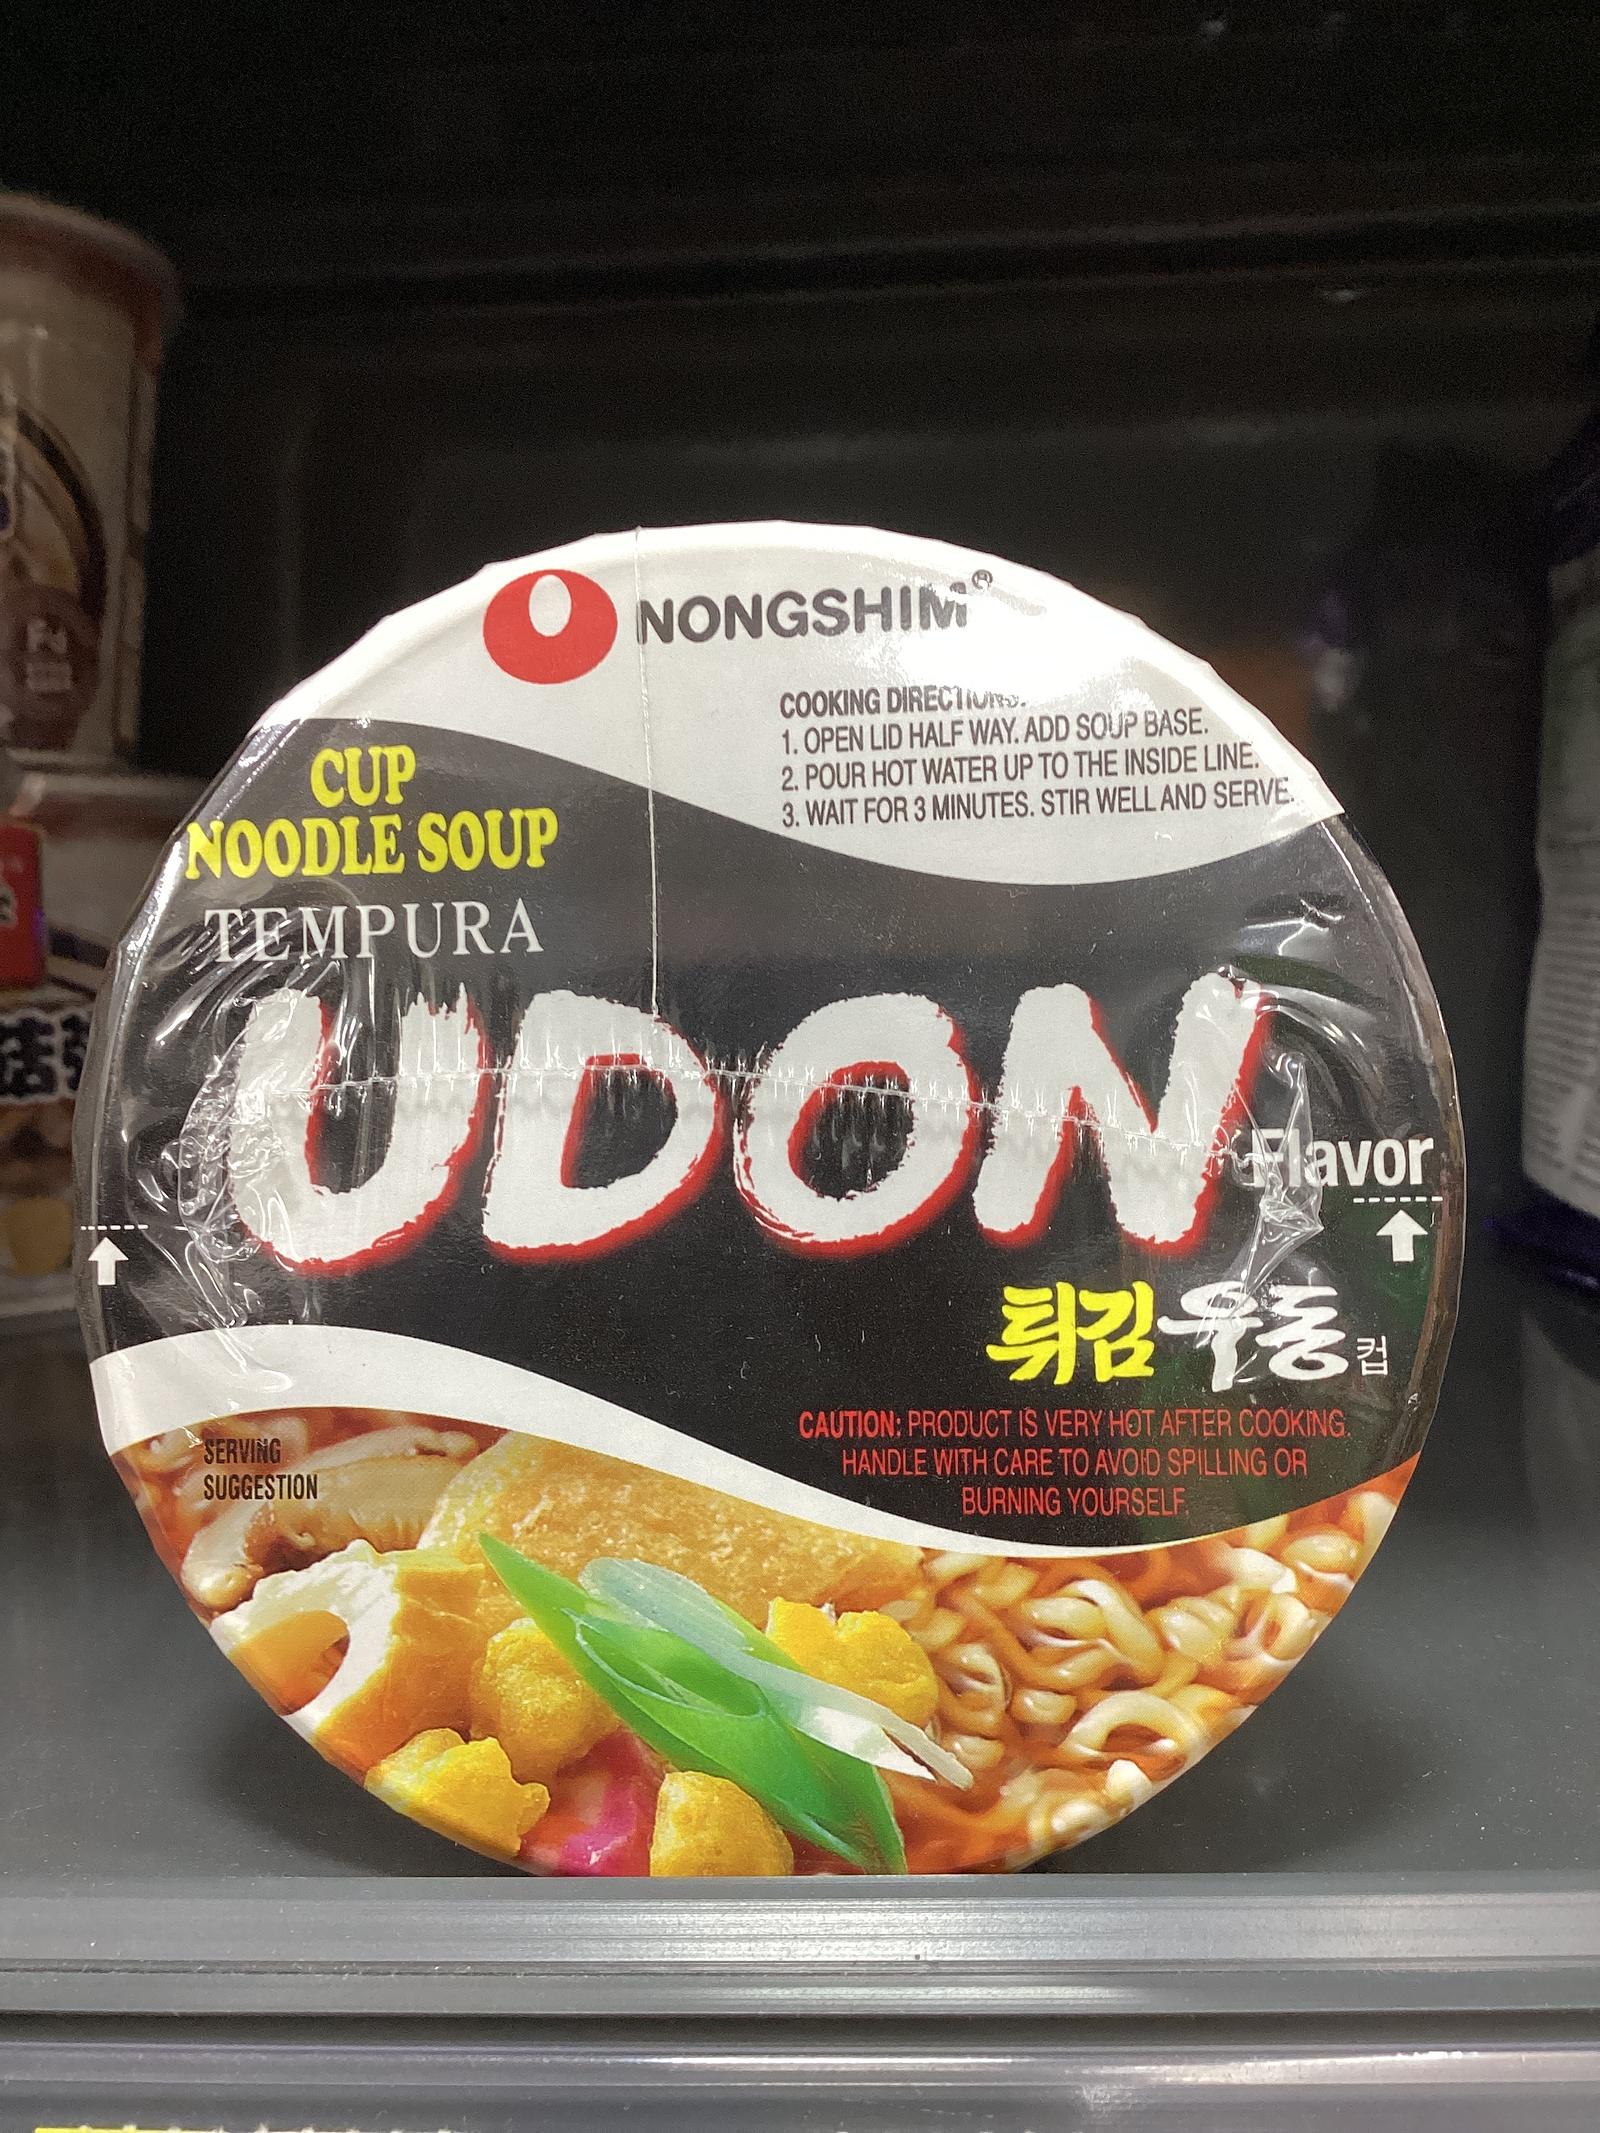 NONGSHIM®
COOKING DIRECTIONS:
1. OPEN LID HALF WAY. ADD SOUP BASE.
2. POUR HOT WATER UP TO THE INSIDE LINE.
3. WAIT FOR 3 MINUTES. STIR WELL AND SERVE.
CUP
NOODLE SOUP
TEMPURA
UDON
Flavor
튀김우동 컵
CAUTION: PRODUCT IS VERY HOT AFTER COOKING.
HANDLE WITH CARE TO AVOID SPILLING OR
BURNING YOURSELF.
SERVING
SUGGESTION